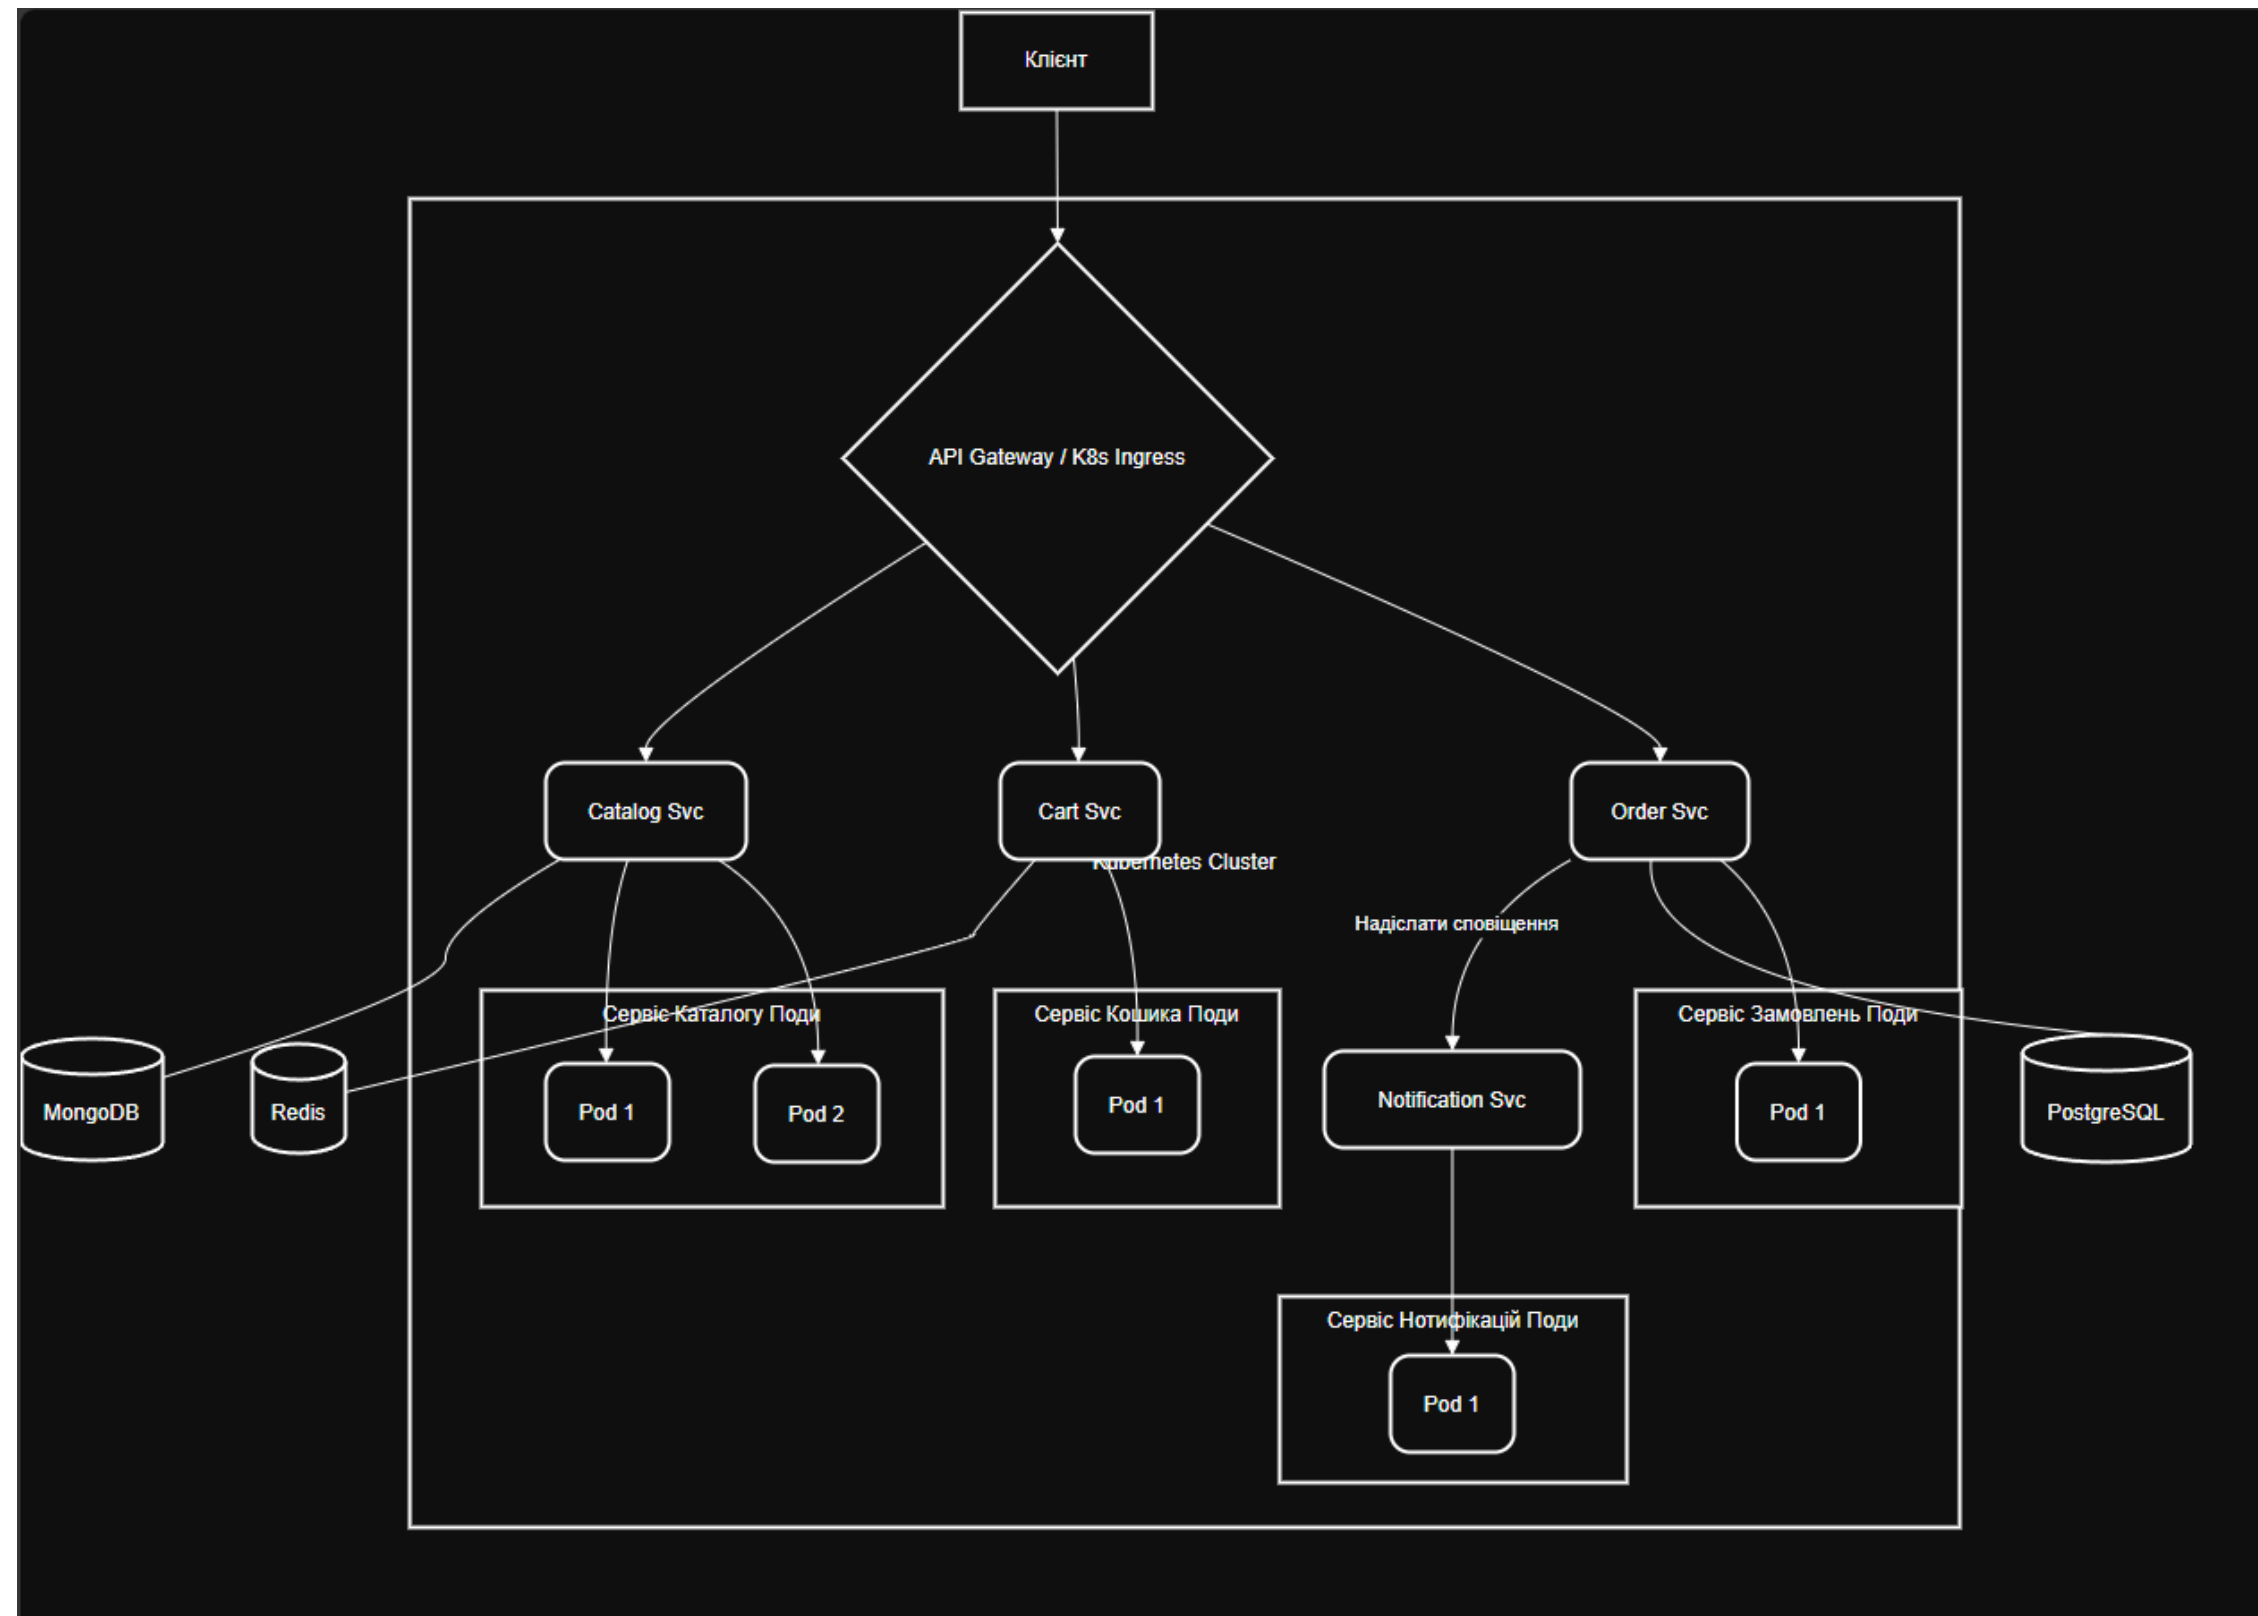 Клієнт
API Gateway / K8s Ingress
Catalog Svc
Cart Svc
Order Svc
Kubernetes Cluster
Надіслати сповіщення
Сервіс Каталогу Поди
Сервіс Кошика Поди
Сервіс Замовлень Поди
MongoDB
Redis
Pod 1
Pod 2
Pod 1
Notification Svc
Pod 1
PostgreSQL
Сервіс Нотифікацій Поди
Pod 1